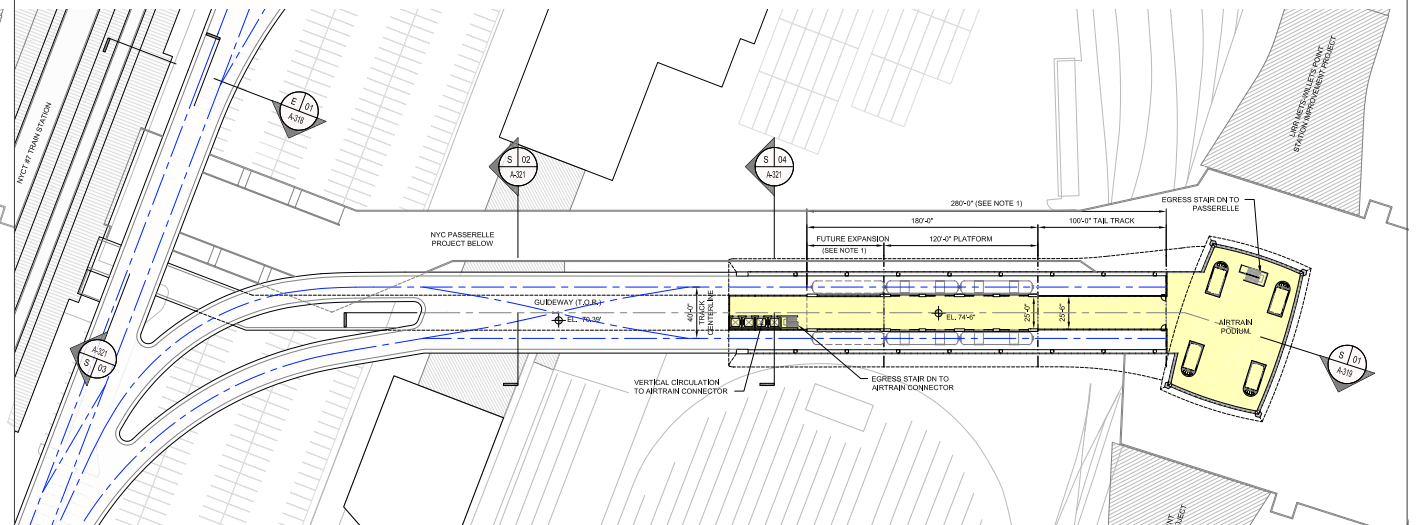 NYCT #7 TRAIN STATION
E 01
A-318
S 02
A-321
S 04
A-321
LIRR METS-WILLETS POINT
STATION IMPROVEMENT PROJECT
280'-0" (SEE NOTE 1)
EGRESS STAIR DN TO
PASSERELLE
180'-0"
100'-0" TAIL TRACK
NYC PASSERELLE
PROJECT BELOW
FUTURE EXPANSION
(SEE NOTE 1)
120'-0" PLATFORM
GUIDEWAY (T.O.R.)
EL. 70.39'
40'-0"
TRACK
CENTERLINE
EL. 74'-6"
25'-0"
25'-6"
AIRTRAIN
PODIUM
A-321
S 03
S 01
A-319
VERTICAL CIRCULATION
TO AIRTRAIN CONNECTOR
EGRESS STAIR DN TO
AIRTRAIN CONNECTOR